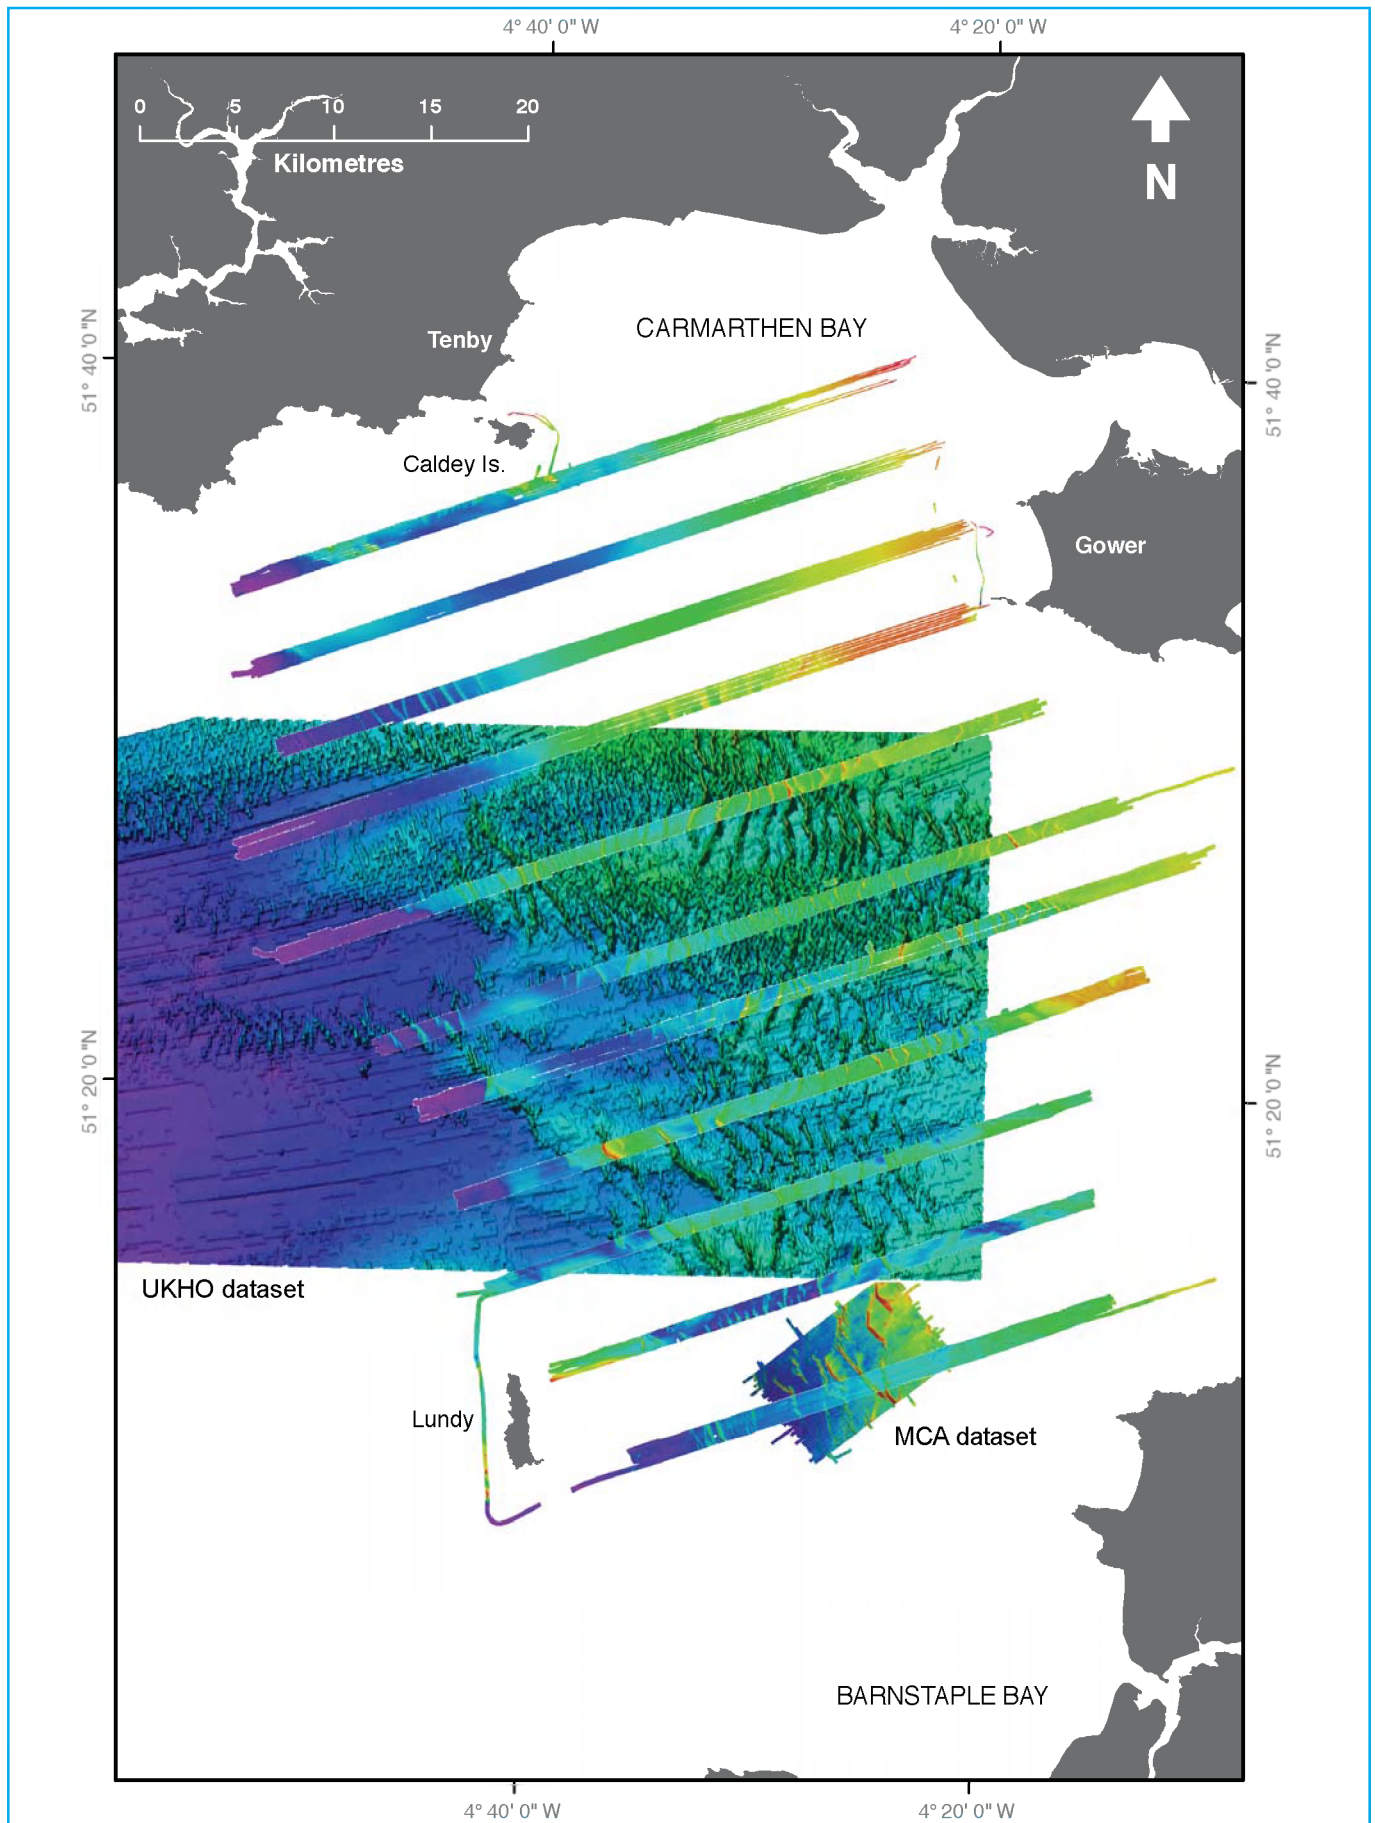 4° 40' 0" W
4° 20' 0" W
0 5 10 15 20
Kilometres
N
51° 40' 0"N
51° 40' 0"N
CARMARTHEN BAY
Tenby
Caldey Is.
Gower
51° 20' 0"N
51° 20' 0"N
UKHO dataset
Lundy
MCA dataset
BARNSTAPLE BAY
4° 40' 0" W
4° 20' 0" W